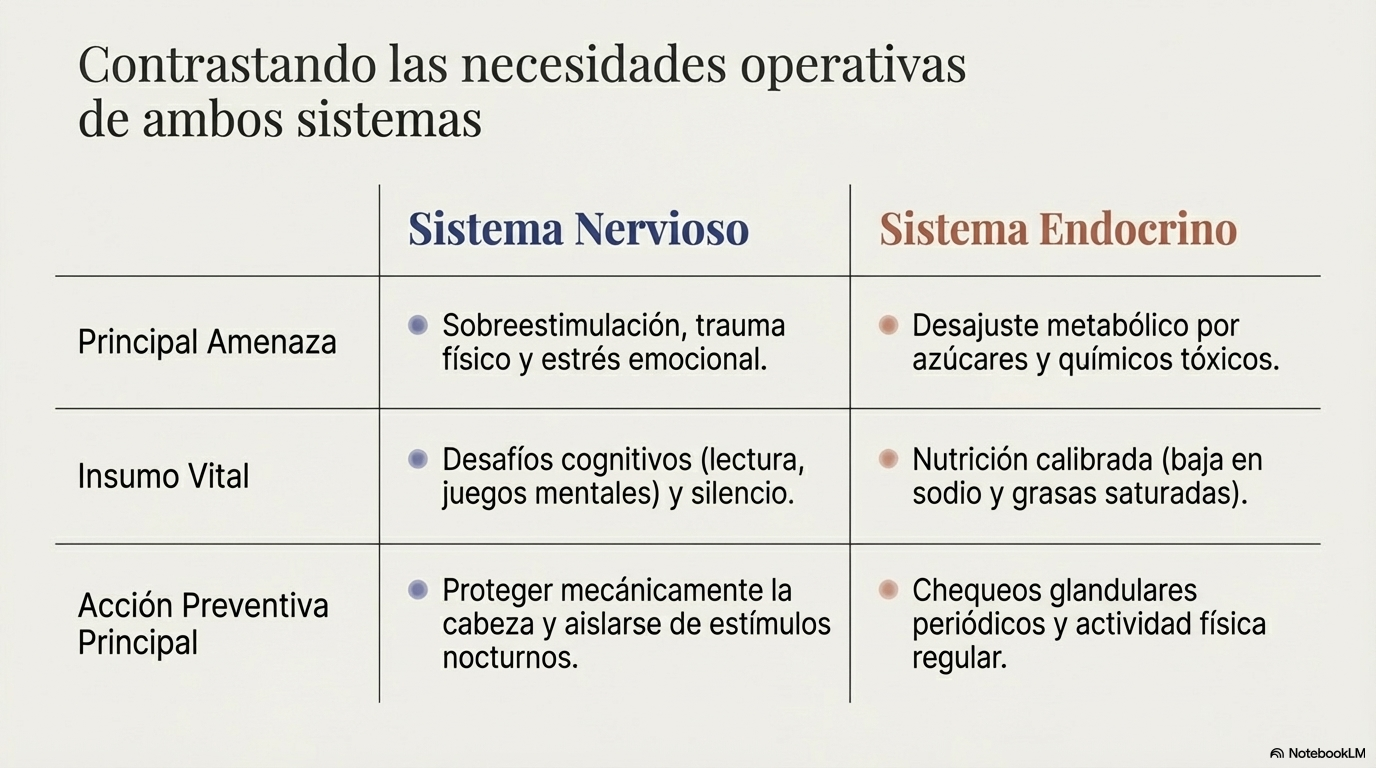 Contrastando las necesidades operativas
de ambos sistemas
Sistema Nervioso
Sistema Endocrino
Principal Amenaza
Sobreestimulación, trauma
físico y estrés emocional.
Desajuste metabólico por
azúcares y químicos tóxicos.
Insumo Vital
Desafíos cognitivos (lectura,
juegos mentales) y silencio.
Nutrición calibrada (baja en
sodio y grasas saturadas).
Acción Preventiva
Principal
Proteger mecánicamente la
cabeza y aislarse de estímulos
nocturnos.
Chequeos glandulares
periódicos y actividad física
regular.
NotebookLM